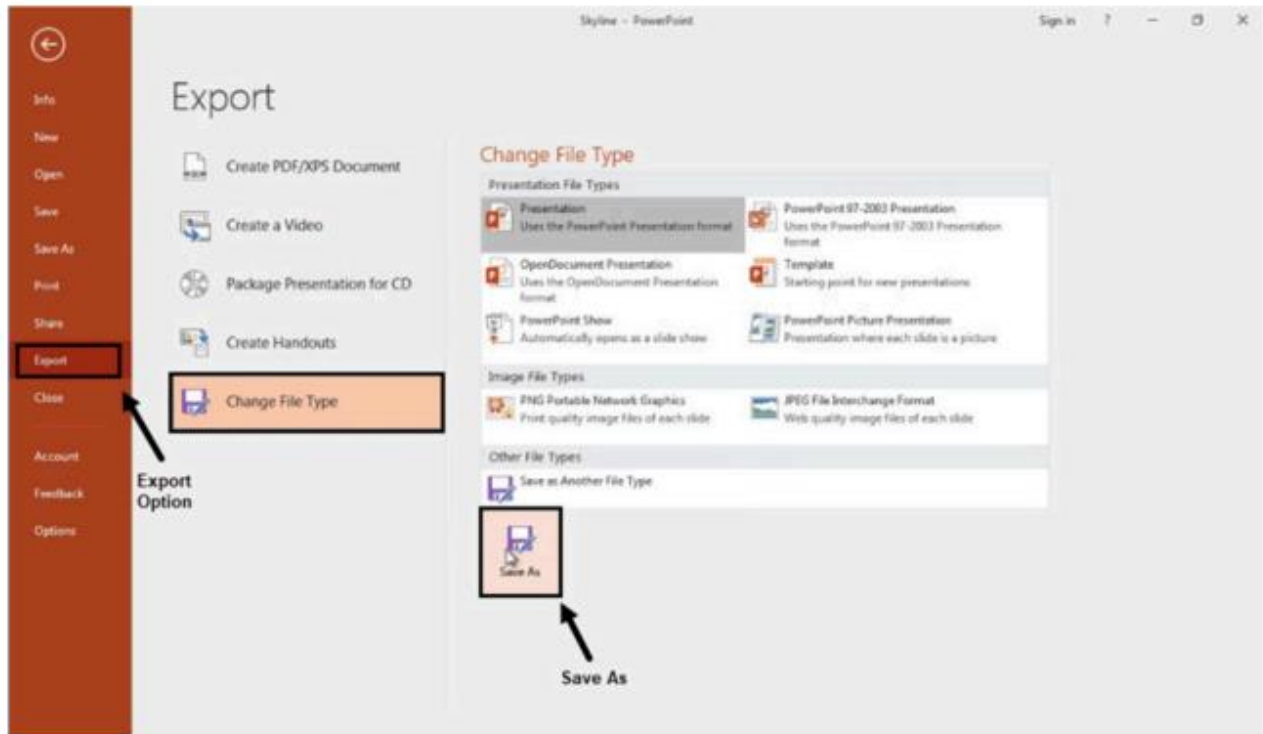 Skyline - PowerPoint
Sign in ?
Info
New
Open
Save
Save As
Print
Share
Export
Close
Account
Feedback
Options
Export
Create PDF/XPS Document
Create a Video
Package Presentation for CD
Create Handouts
Change File Type
Export
Option
Change File Type
Presentation File Types
Presentation
Uses the PowerPoint Presentation format
PowerPoint 97-2003 Presentation
Uses the PowerPoint 97-2003 Presentation
format
OpenDocument Presentation
Uses the OpenDocument Presentation
format
Template
Starting point for new presentations
PowerPoint Show
Automatically opens as a slide show
PowerPoint Picture Presentation
Presentation where each slide is a picture
Image File Types
PNG Portable Network Graphics
Print quality image files of each slide
JPEG File Interchange Format
Web quality image files of each slide
Other File Types
Save as Another File Type
Save As
Save As